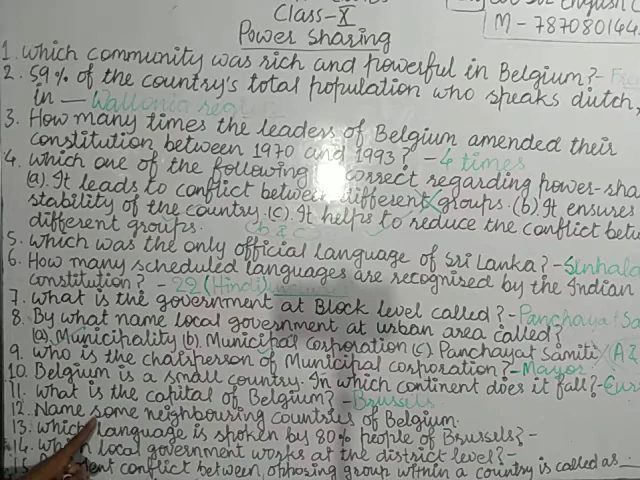 English
Class-X
M-787080144
Power Sharing
1. Which community was rich and powerful in Belgium?-
2. 59% of the country's total population who speaks dutch,
in — Wallonia reg
3. How many times the leaders of Belgium amended their
constitution between 1970 and 1993? - 4 times
4. Which one of the following correct regarding power-sha
(a). It leads to conflict between different groups. (b). It ensures
stability of the country. (c). It helps to reduce the conflict betw
different groups. (b & c
5. Which was the only official language of Sri Lanka?- Sinhala
6. How many scheduled languages are recognised by the Indian
constitution? - 22 (Hindi)
7. What is the government at Block level called?- Panchayat Sa
8. By what name local government at urban area called?
(a). Municipality (b). Municipal Corporation (c). Panchayat Samiti (A &
9. Who is the chairperson of Municipal corporation?- Mayor
10. Belgium is a small country. In which continent does it fall?- Eur
11. What is the capital of Belgium? - Brussels
12. Name some neighbouring countries of Belgium.
13. Which language is spoken by 80% people of Brussels?-
14. Which local government works at the district level?-
15. conflict between opposing group within a country is called as —